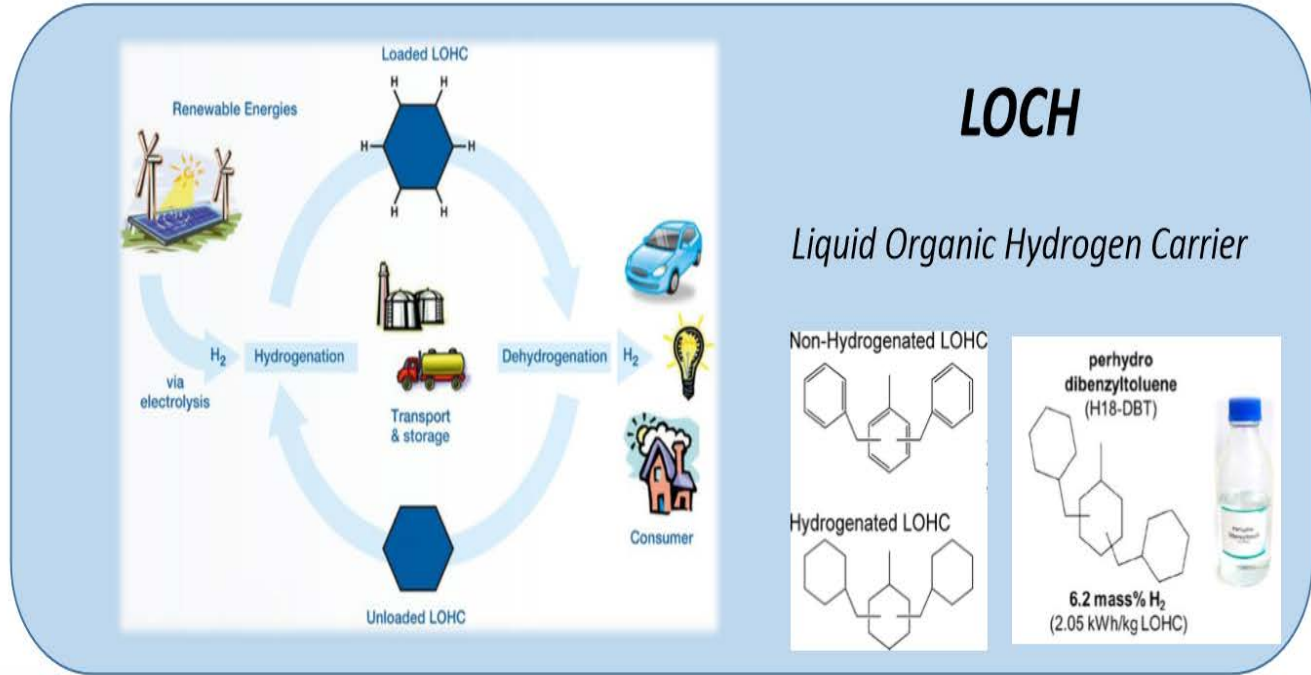 Loaded LOHC
H H
H H
H H
Renewable Energies
H₂
Hydrogenation
via
electrolysis
Transport
& storage
Dehydrogenation
H₂
Consumer
Unloaded LOHC
LOCH
Liquid Organic Hydrogen Carrier
Non-Hydrogenated LOHC
Hydrogenated LOHC
perhydro
dibenzyltoluene
(H18-DBT)
6.2 mass% H₂
(2.05 kWh/kg LOHC)